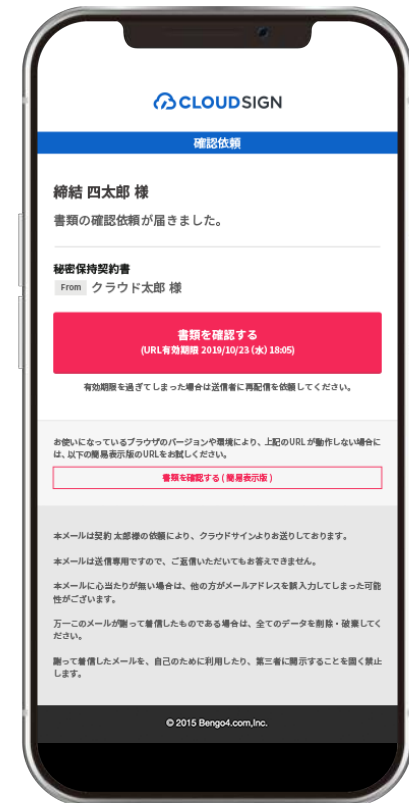 CLOUDSIGN
確認依頼
締結 四太郎 様
書類の確認依頼が届きました。
秘密保持契約書
From クラウド太郎 様
書類を確認する
(URL有効期限 2019/10/23 (水) 18:05)
有効期限を過ぎてしまった場合は送信者に再配信を依頼してください。
お使いになっているブラウザのバージョンや環境により、上記のURLが動作しない場合に
は、以下の簡易表示版のURLをお試しください。
書類を確認する ( 簡易表示版 )
本メールは契約 太郎様の依頼により、クラウドサインよりお送りしております。
本メールは送信専用ですので、ご返信いただいてもお答えできません。
本メールに心当たりが無い場合は、他の方がメールアドレスを誤入力してしまった可能
性がございます。
万一このメールが謝って着信したものである場合は、全てのデータを削除・破棄してく
ださい。
謝って着信したメールを、自己のために利用したり、第三者に開示することを固く禁止
します。
© 2015 Bengo4.com,Inc.